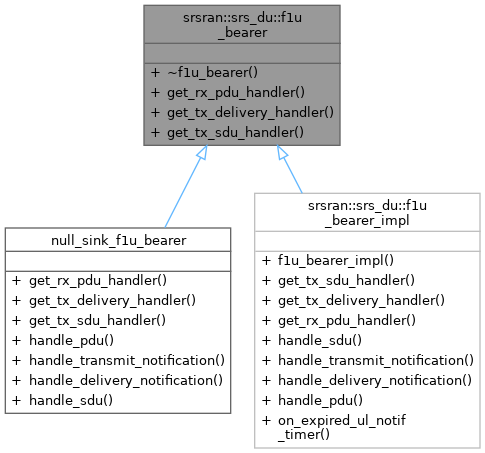 srsran::srs_du::f1u
_bearer
+ ~f1u_bearer()
+ get_rx_pdu_handler()
+ get_tx_delivery_handler()
+ get_tx_sdu_handler()
null_sink_f1u_bearer
+ get_rx_pdu_handler()
+ get_tx_delivery_handler()
+ get_tx_sdu_handler()
+ handle_pdu()
+ handle_transmit_notification()
+ handle_delivery_notification()
+ handle_sdu()
srsran::srs_du::f1u
_bearer_impl
+ f1u_bearer_impl()
+ get_tx_sdu_handler()
+ get_tx_delivery_handler()
+ get_rx_pdu_handler()
+ handle_sdu()
+ handle_transmit_notification()
+ handle_delivery_notification()
+ handle_pdu()
+ on_expired_ul_notif
_timer()